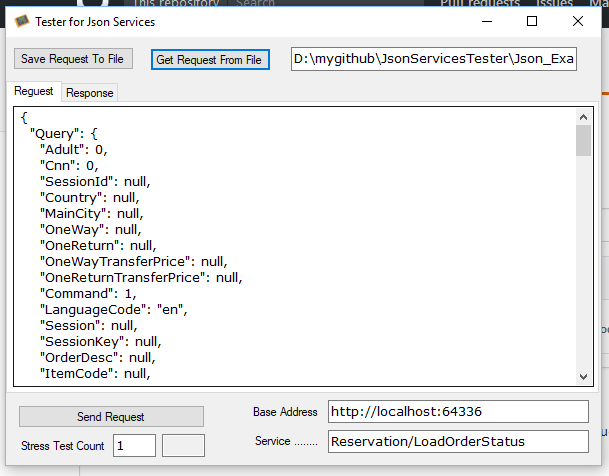 This repository Search Pull requests Issues
Tester for Json Services
Save Request To File Get Request From File D:\mygithub\JsonServicesTester\Json_Exa
Reguest Response
{
"Query": {
"Adult": 0,
"Cnn": 0,
"SessionId": null,
"Country": null,
"MainCity": null,
"OneWay": null,
"OneReturn": null,
"OneWayTransferPrice": null,
"OneReturnTransferPrice": null,
"Command": 1,
"LanguageCode": "en",
"Session": null,
"SessionKey": null,
"OrderDesc": null,
"ItemCode": null,
Send Request
Base Address http://localhost:64336
Stress Test Count 1
Service ........ Reservation/LoadOrderStatus